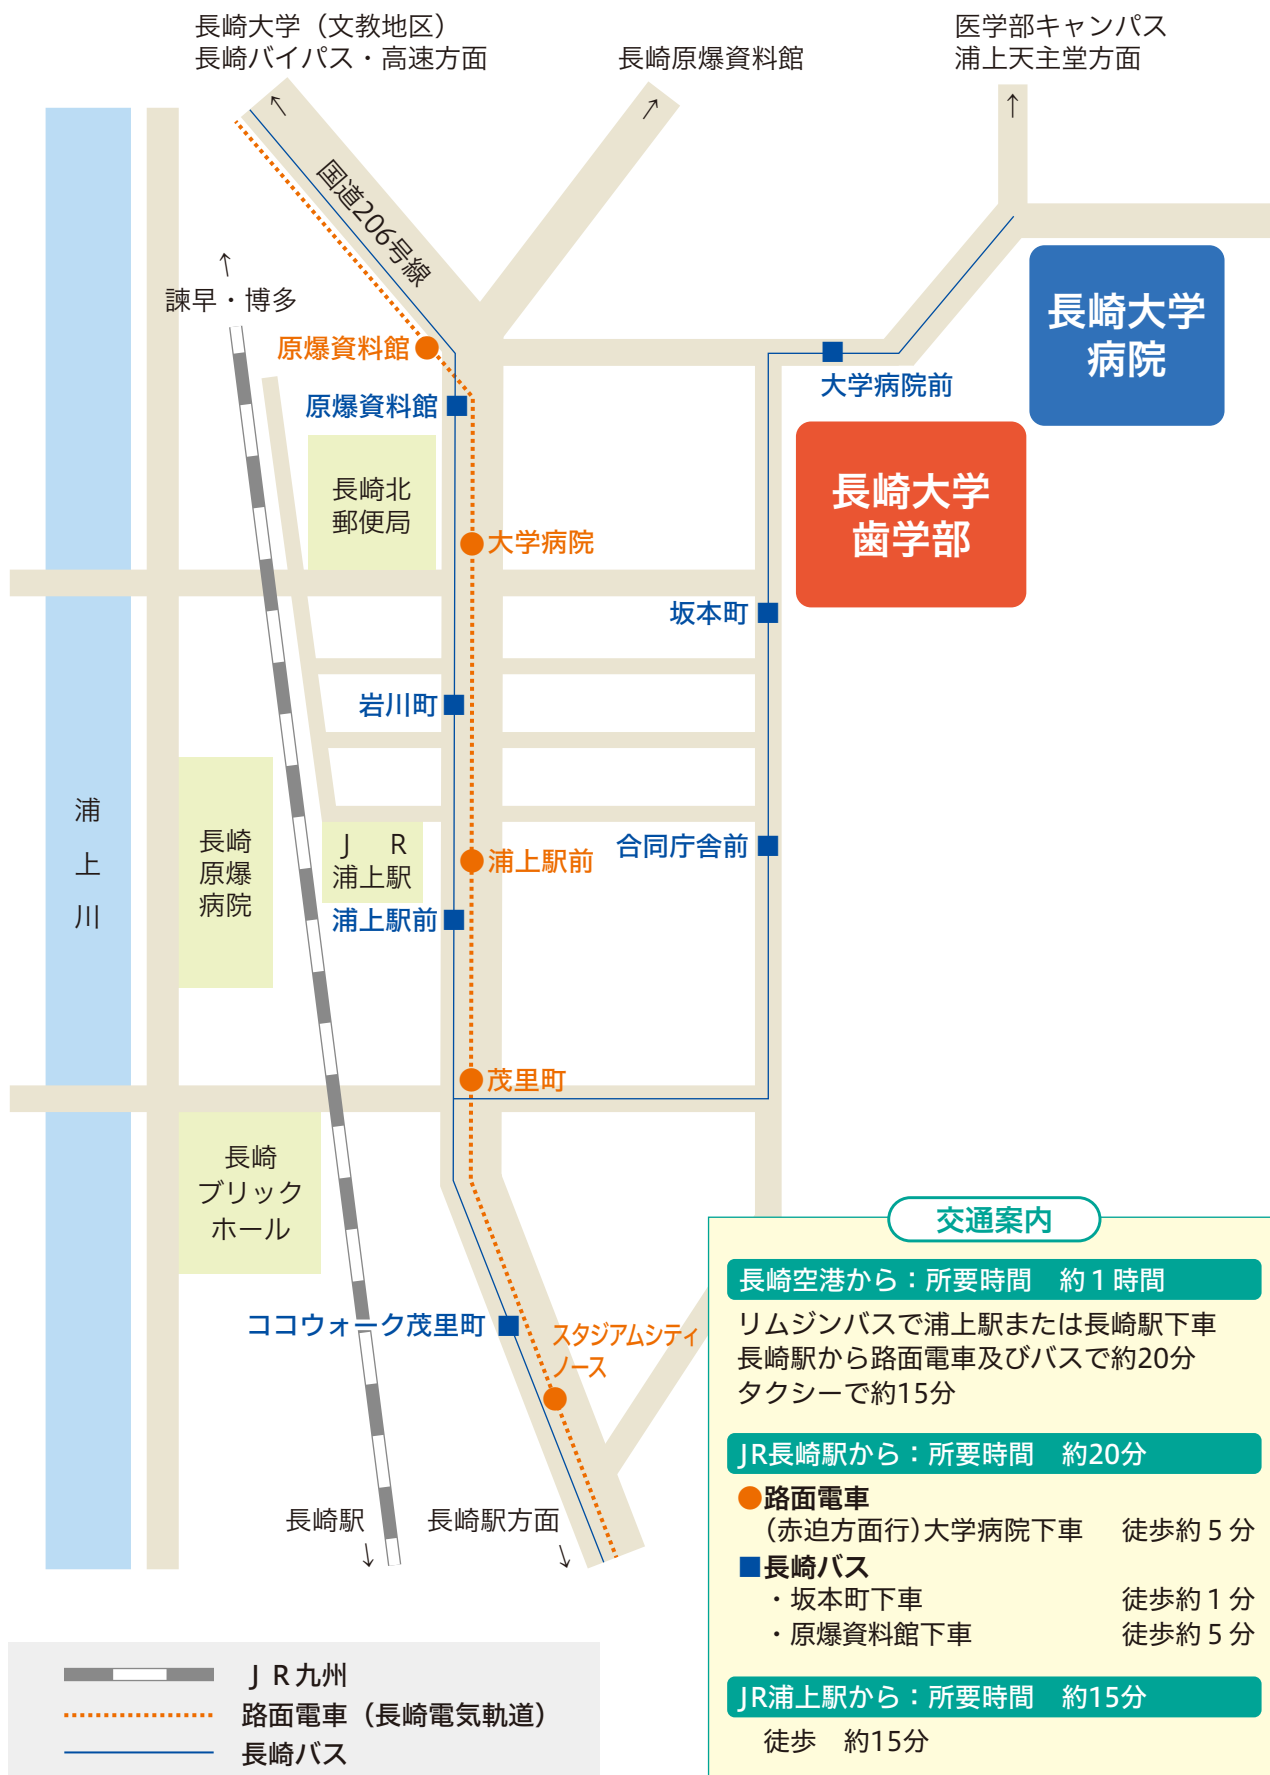 長崎大学（文教地区）
長崎バイパス・高速方面
長崎原爆資料館
医学部キャンパス
浦上天主堂方面
国道206号線
諫早・博多
原爆資料館
原爆資料館
長崎大学
病院
大学病院前
長崎大学
歯学部
長崎北
郵便局
大学病院
坂本町
岩川町
浦上川
長崎
原爆
病院
J R
浦上駅
浦上駅前
合同庁舎前
浦上駅前
茂里町
長崎
ブリック
ホール
ココウォーク茂里町
スタジアムシティ
ノース
長崎駅
長崎駅方面
交通案内
長崎空港から：所要時間　約１時間
リムジンバスで浦上駅または長崎駅下車
長崎駅から路面電車及びバスで約20分
タクシーで約15分
JR長崎駅から：所要時間　約20分
●路面電車
(赤迫方面行)大学病院下車　徒歩約５分
■長崎バス
・坂本町下車　徒歩約１分
・原爆資料館下車　徒歩約５分
JR浦上駅から：所要時間　約15分
徒歩　約15分
ＪＲ九州
路面電車（長崎電気軌道）
長崎バス